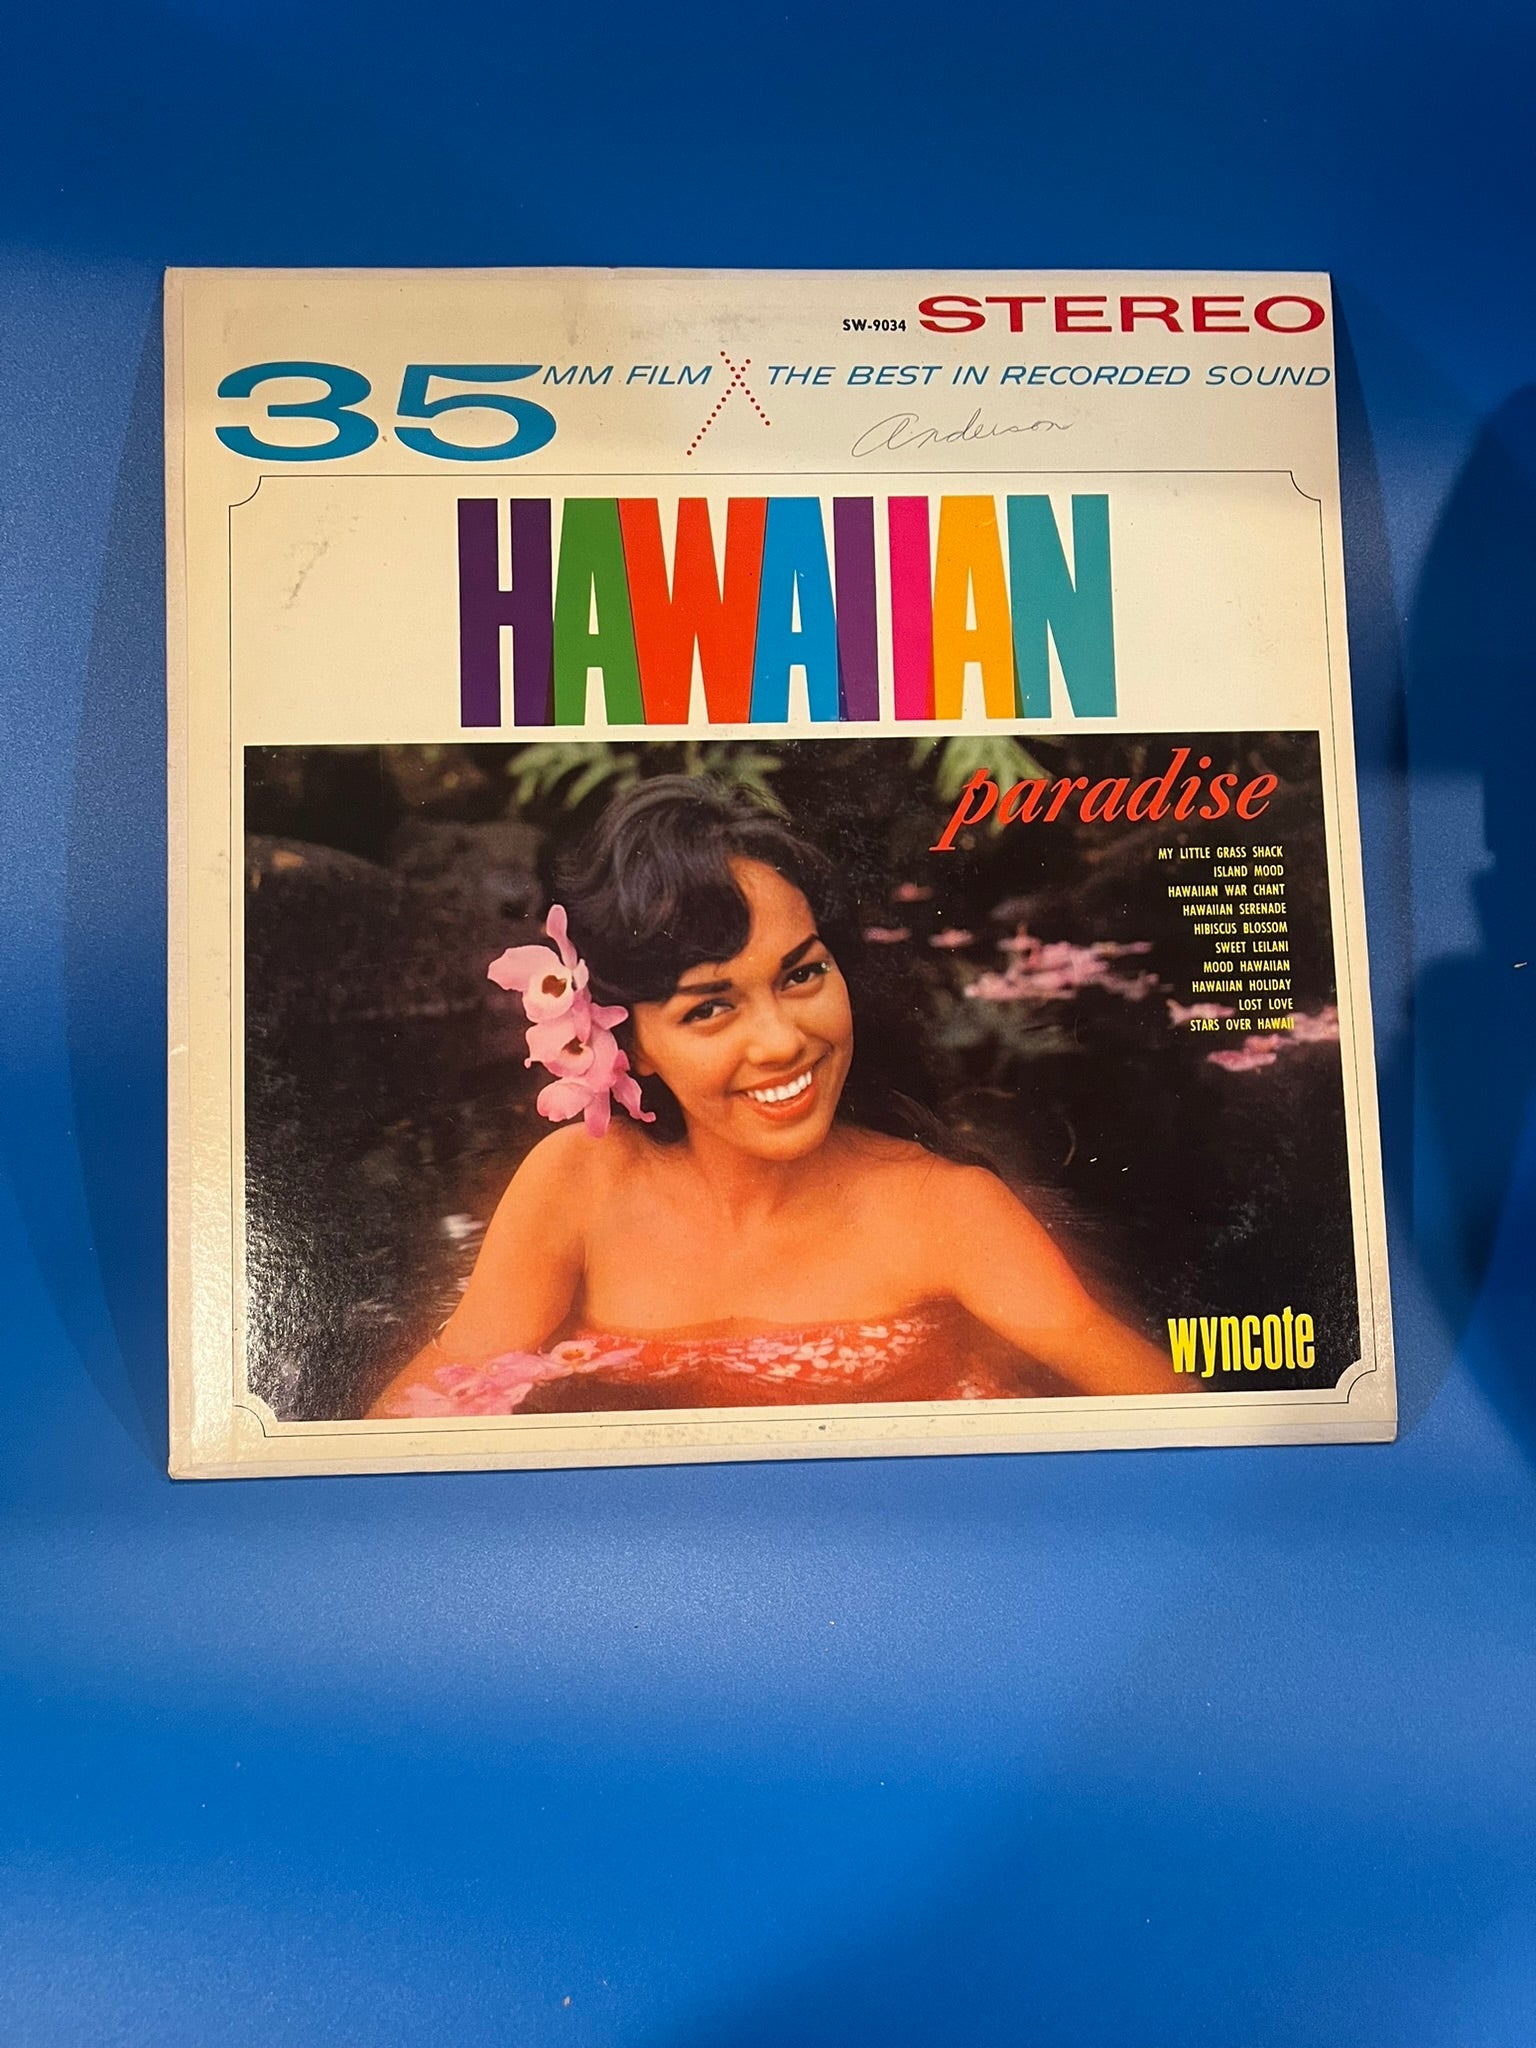 SW-9034 STEREO
35 MM FILM THE BEST IN RECORDED SOUND
Anderson
HAWAIIAN
paradise
MY LITTLE GRASS SHACK
ISLAND MOOD
HAWAIIAN WAR CHANT
HAWAIIAN SERENADE
HIBISCUS BLOSSOM
SWEET LEILANI
MOOD HAWAIIAN
HAWAIIAN HOLIDAY
LOST LOVE
STARS OVER HAWAII
wyncote